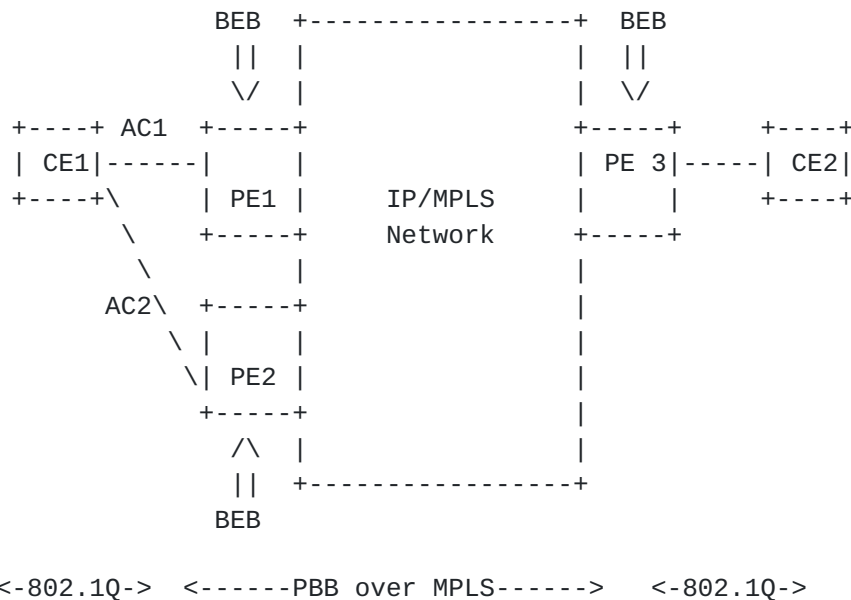 BEB BEB
AC1
CE1 PE 3 CE2
PE1 IP/MPLS
Network
AC2
PE2
BEB
<-802.1Q-> <------PBB over MPLS------> <-802.1Q->